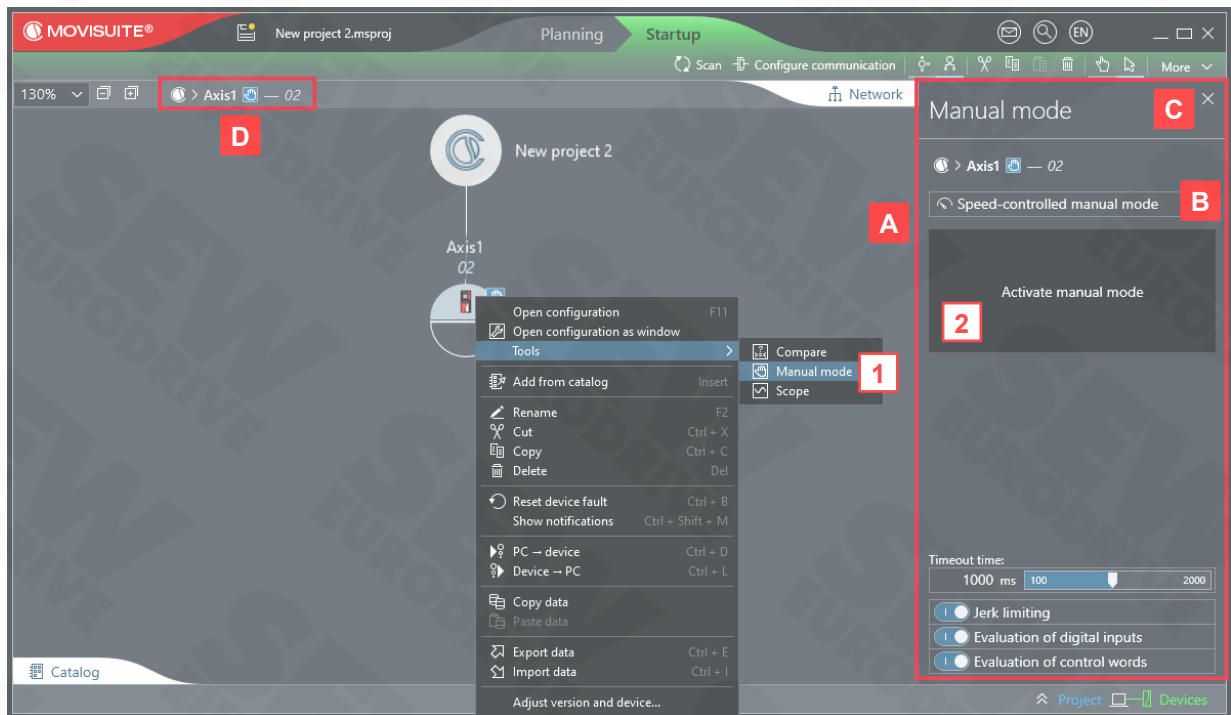 MOVISUITE®
New project 2.msproj
Planning
Startup
EN
Scan
Configure communication
More
130%
> Axis1 — 02
Network
D
New project 2
Axis1
02
Open configuration F11
Open configuration as window
Tools
Add from catalog Insert
Rename F2
Cut Ctrl + X
Copy Ctrl + C
Delete Del
Reset device fault Ctrl + B
Show notifications Ctrl + Shift + M
PC → device Ctrl + D
Device → PC Ctrl + L
Copy data
Paste data
Export data Ctrl + E
Import data Ctrl + I
Adjust version and device...
Compare
Manual mode
Scope
1
A
Manual mode
C
> Axis1 — 02
Speed-controlled manual mode
B
Activate manual mode
2
Timeout time:
1000 ms 100 2000
Jerk limiting
Evaluation of digital inputs
Evaluation of control words
Catalog
Project
Devices
SEW
EURODRIVE